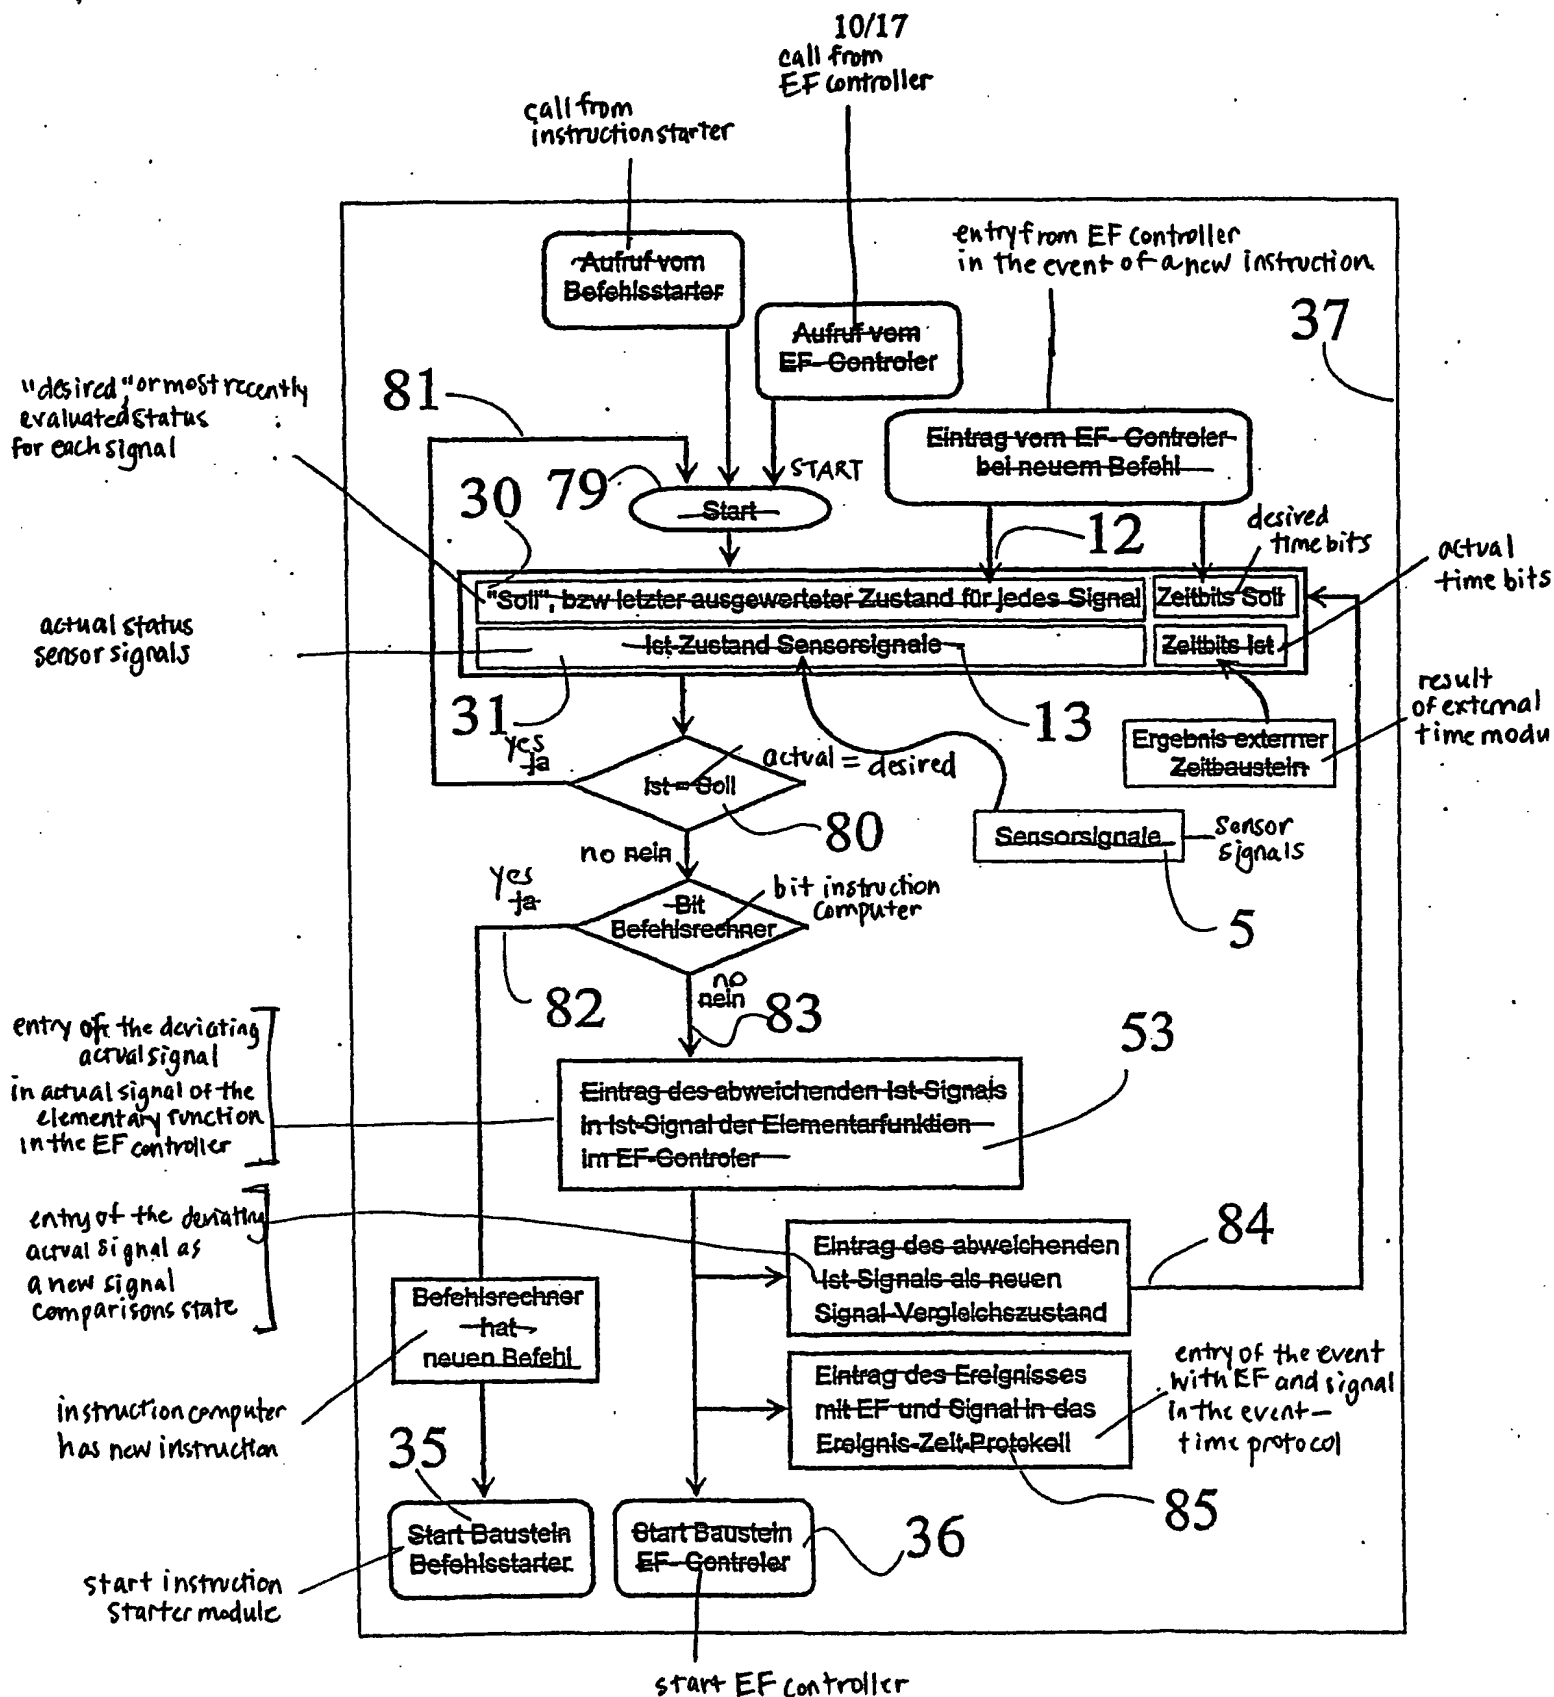 10/17
call from
EF controller
call from
instruction starter
Aufruf vom
Befehlsstarter
entry from EF controller
in the event of a new instruction
Aufruf vom
EF-Controler
37
"desired," or most recently
evaluated status
for each signal
81
Eintrag vom EF-Controler
bei neuem Befehl
START
79
30
Start
12
desired
time bits
actual
time bits
"Soll", bzw letzter ausgewerteter Zustand für jedes Signal
Zeitbits Soll
actual status
sensor signals
Ist-Zustand Sensorsignale
Zeitbits Ist
31
13
result
of external
time modu
Ergebnis externer
Zeitbaustein
yes
ja
actual = desired
Ist = Soll
80
Sensorsignale
sensor
signals
no nein
yes
ja
Bit
Befehlsrechner
bit instruction
computer
5
no
nein
82
83
53
entry of the deviating
actual signal
in actual signal of the
elementary function
in the EF controller
Eintrag des abweichenden Ist-Signals
in Ist-Signal der Elementarfunktion
im EF-Controler
entry of the deviating
actual signal as
a new signal
comparisons state
Eintrag des abweichenden
Ist-Signals als neuen
Signal-Vergleichszustand
84
Befehlsrechner
hat
neuen Befehl
Eintrag des Ereignisses
mit EF und Signal in das
Ereignis-Zeit-Protokoll
entry of the event
with EF and signal
in the event-
time protocol
instruction computer
has new instruction
35
85
Start Baustein
Befehlsstarter
Start Baustein
EF-Controler
36
start instruction
starter module
start EF controller